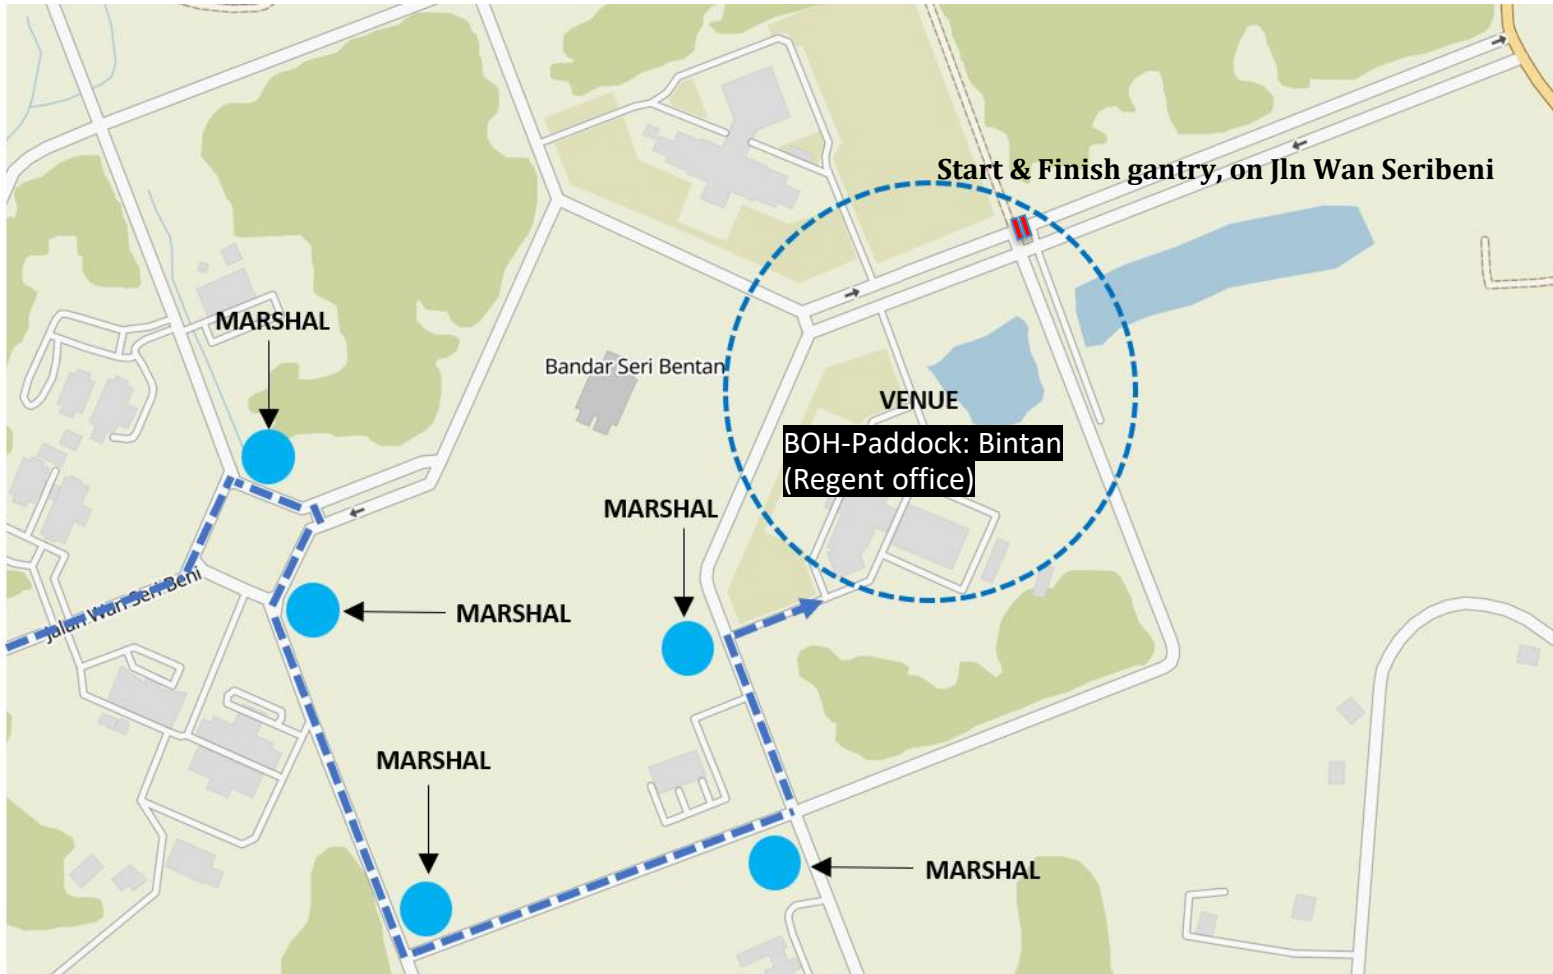 Start & Finish gantry, on Jln Wan Seribeni
MARSHAL
Bandar Seri Bentan
VENUE
BOH-Paddock: Bintan
(Regent office)
MARSHAL
Jalan Wan Seri Beni
MARSHAL
MARSHAL
MARSHAL